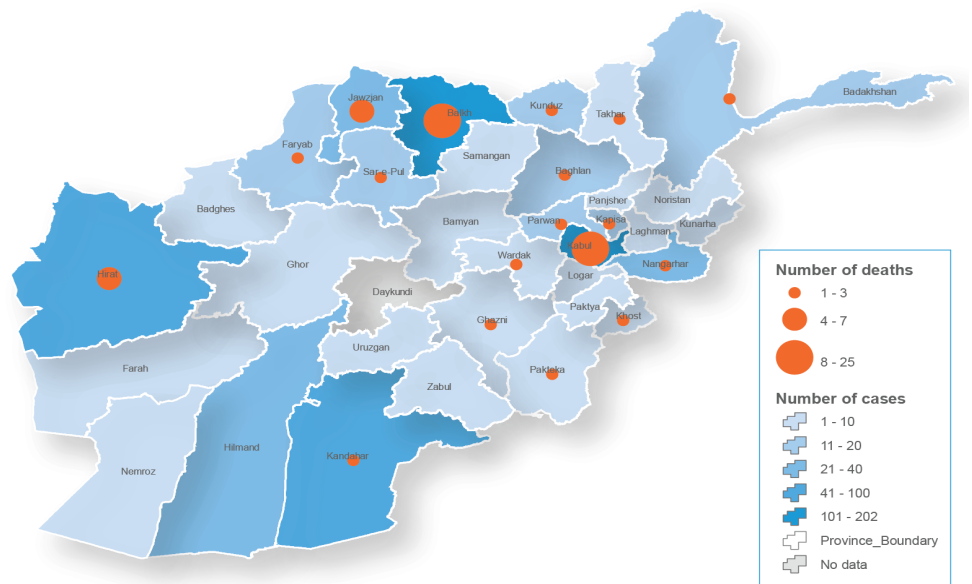 Badakhshan
Jawzjan
Balkh
Kunduz
Takhar
Faryab
Samangan
Sar-e-Pul
Baghlan
Panjsher
Noristan
Badghes
Bamyan
Parwan
Kapisa
Laghman
Kunarha
Kabul
Wardak
Ghor
Nangarhar
Hirat
Logar
Daykundi
Paktya
Ghazni
Khost
Uruzgan
Farah
Pakteka
Zabul
Hilmand
Kandahar
Nemroz
Number of deaths
1 - 3
4 - 7
8 - 25
Number of cases
1 - 10
11 - 20
21 - 40
41 - 100
101 - 202
Province_Boundary
No data